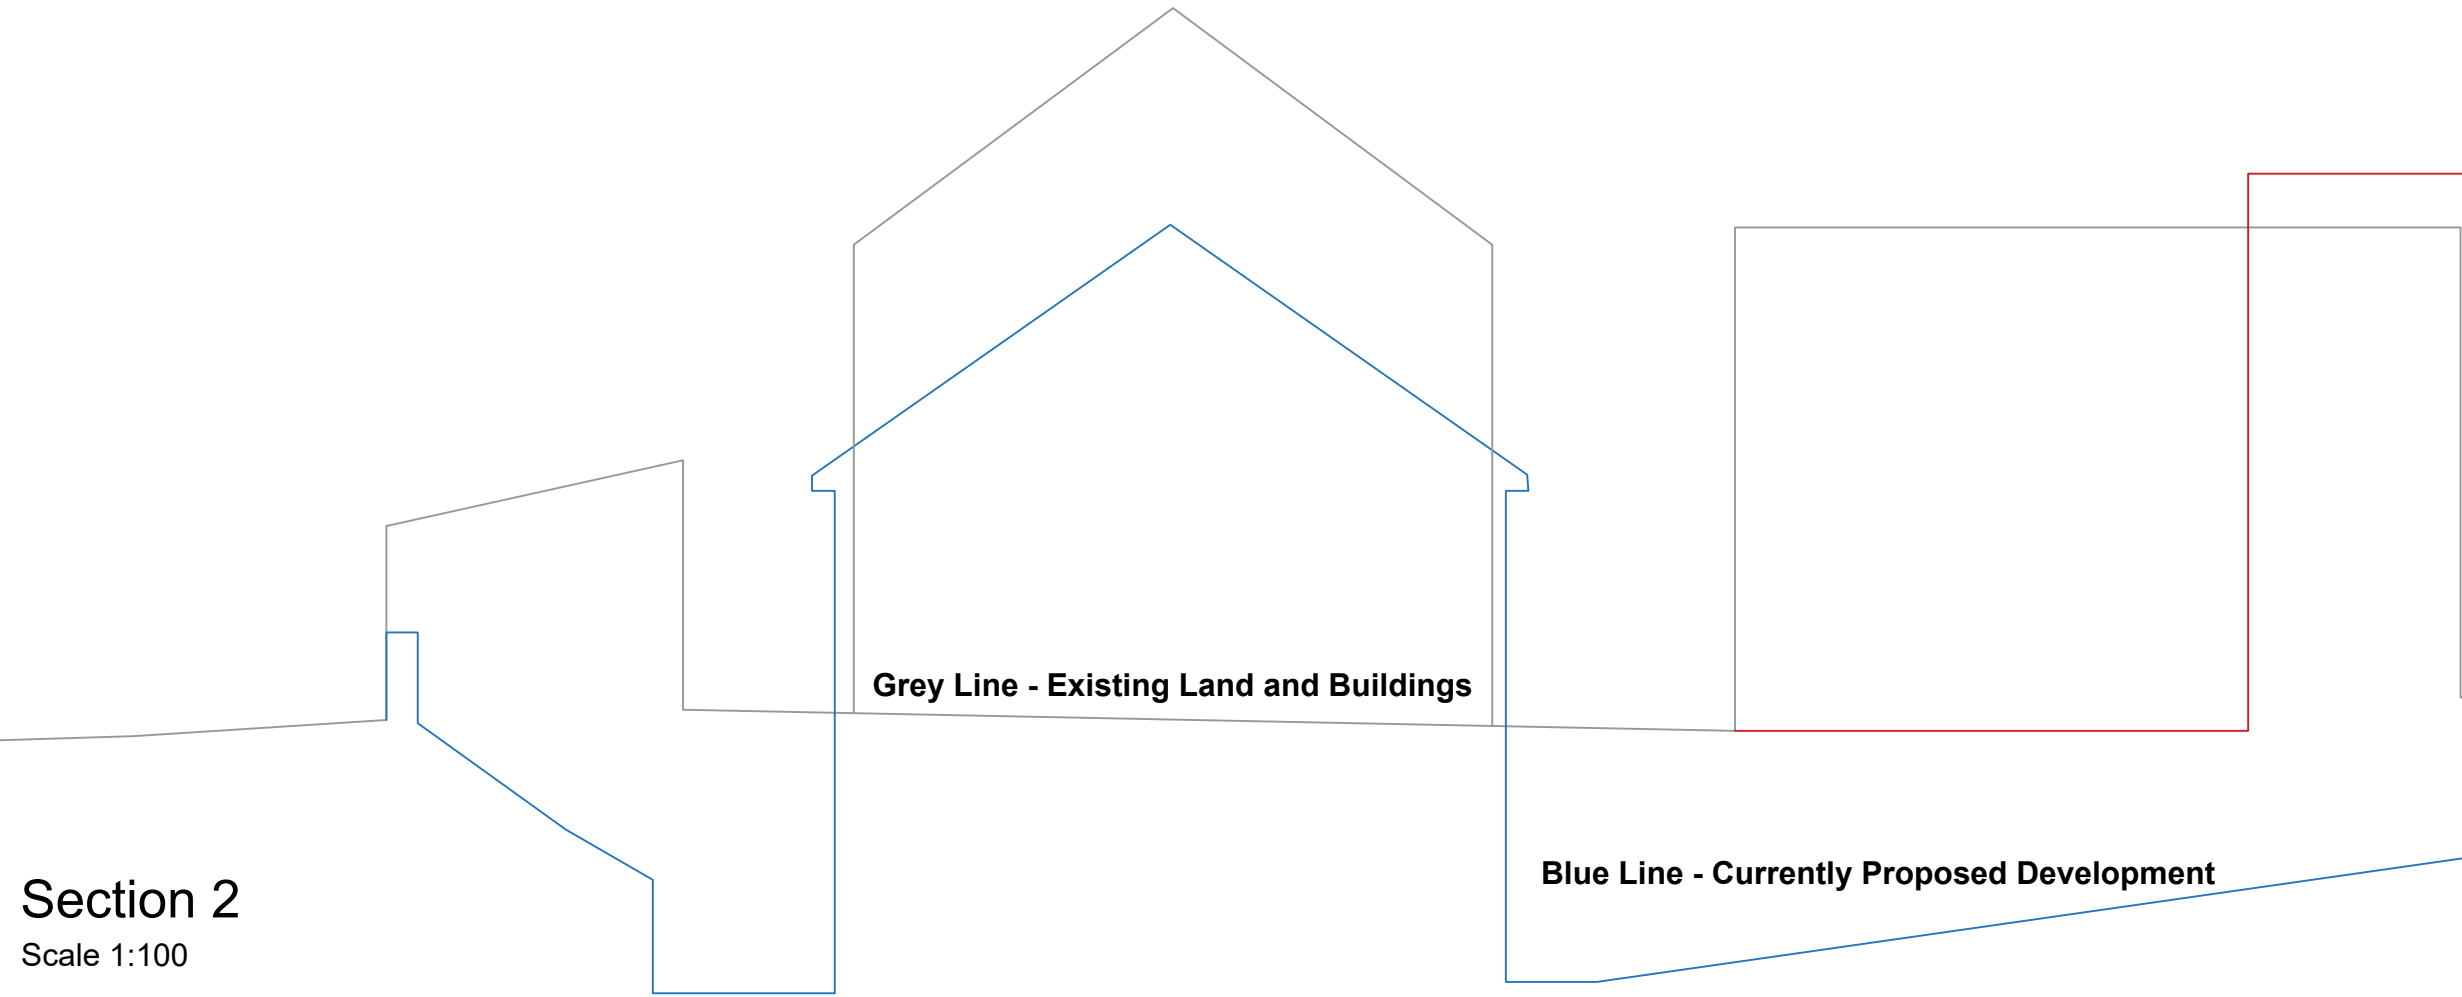 Grey Line - Existing Land and Buildings
Blue Line - Currently Proposed Development
Section 2
Scale 1:100